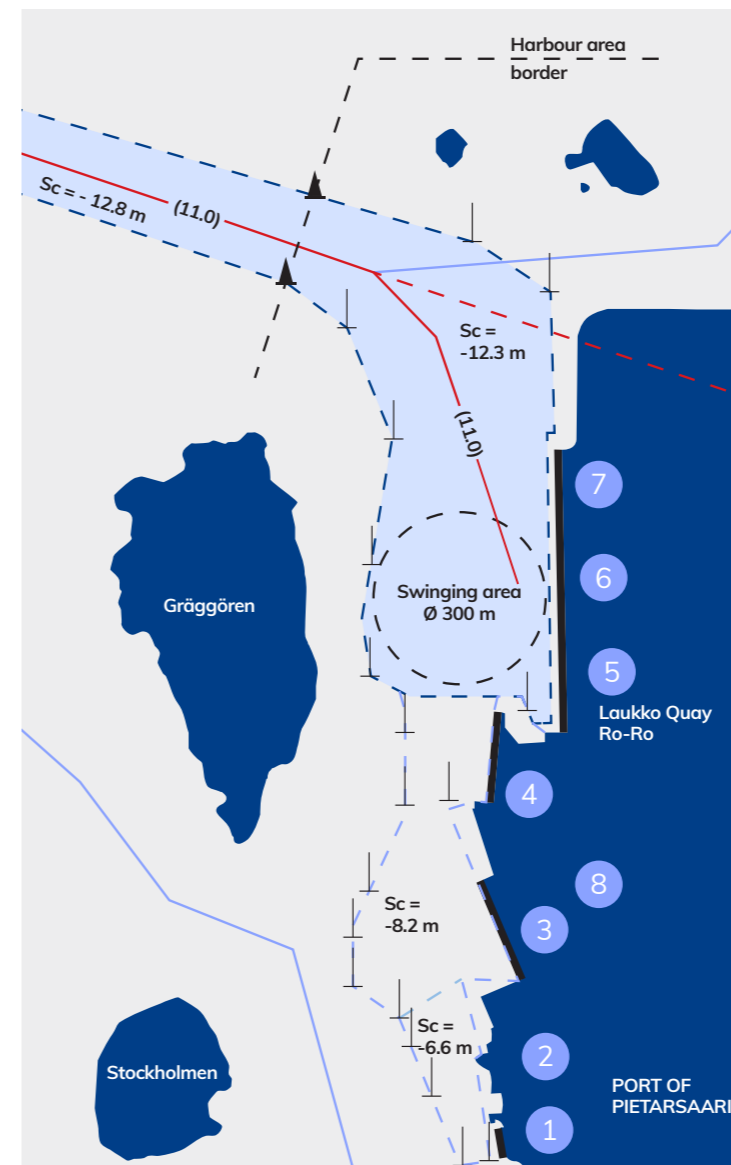 Harbour area
border
Sc = - 12.8 m
(11.0)
Sc =
-12.3 m
(11.0)
7
Swinging area
Ø 300 m
6
Gräggören
5
Laukko Quay
Ro-Ro
4
8
Sc =
-8.2 m
3
Sc =
-6.6 m
2
Stockholmen
PORT OF
PIETARSAARI
1